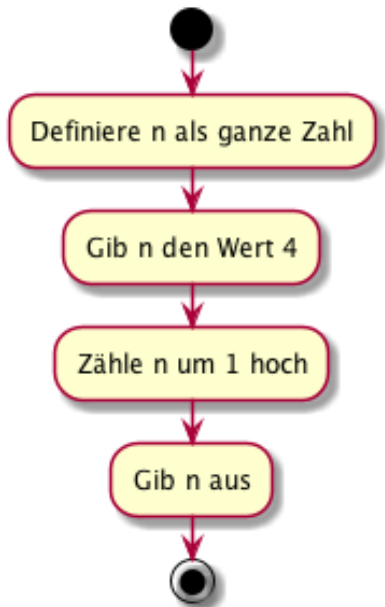 Definiere n als ganze Zahl
Gib n den Wert 4
Zähle n um 1 hoch
Gib n aus